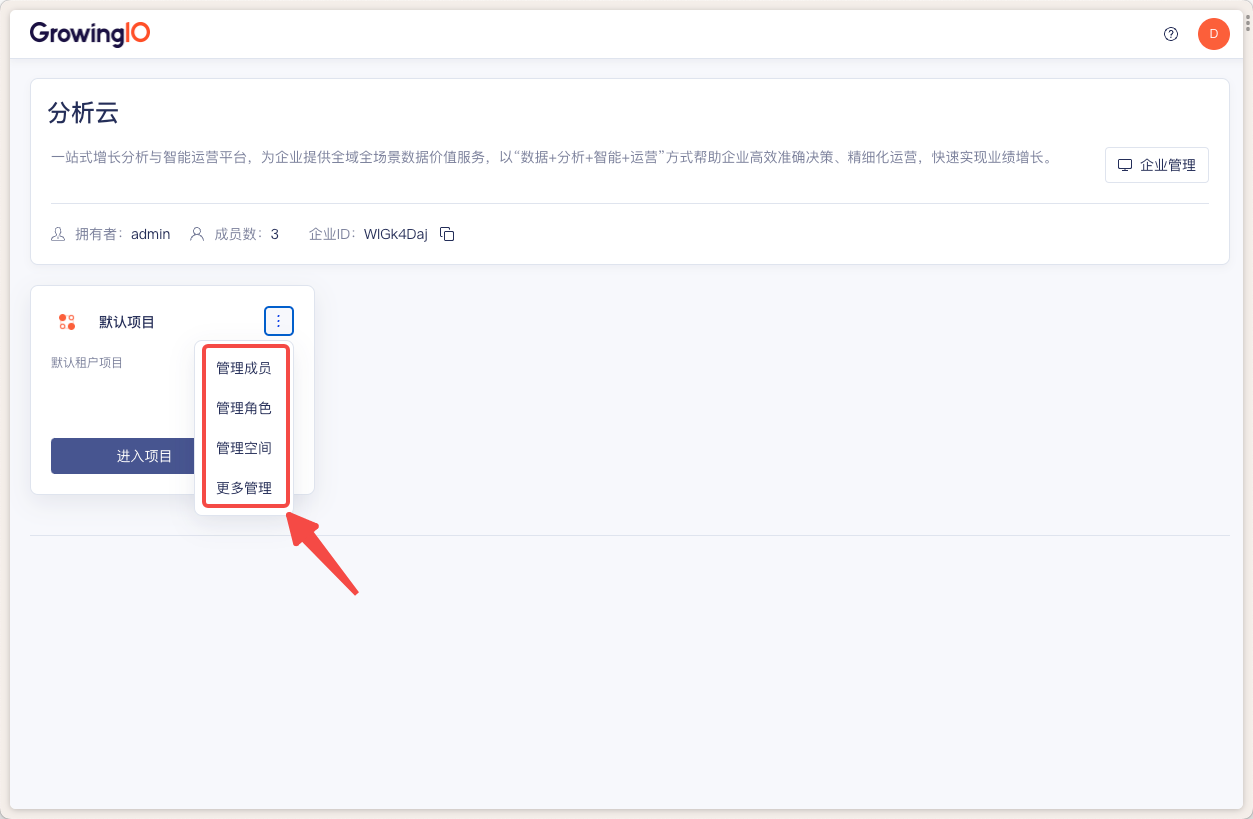 GrowingIO
D
分析云
一站式增长分析与智能运营平台，为企业提供全域全场景数据价值服务，以“数据+分析+智能+运营”方式帮助企业高效准确决策、精细化运营，快速实现业绩增长。
企业管理
拥有者： admin 成员数： 3 企业ID： WlGk4Daj
默认项目
默认租户项目
管理成员
管理角色
管理空间
进入项目
更多管理